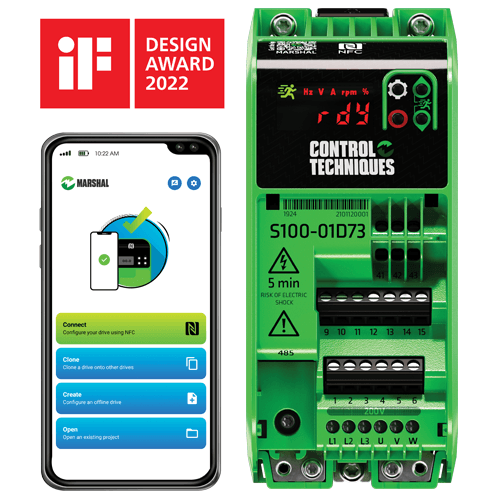 iF
DESIGN
AWARD
2022
10:22 AM
MARSHAL
Connect
Configure your drive using NFC
Clone
Clone a drive onto other drives
Create
Configure an offline drive
Open
Open an existing project
MARSHAL
NFC
Hz V A rpm %
rdy
CONTROL
TECHNIQUES
1924 2101120001
S100-01D73
5 min
RISK OF ELECTRIC
SHOCK
41 42 43
9 10 11 12 13 14 15
485
1 2 3 4 5 6
200V
L1 L2 L3 U V W